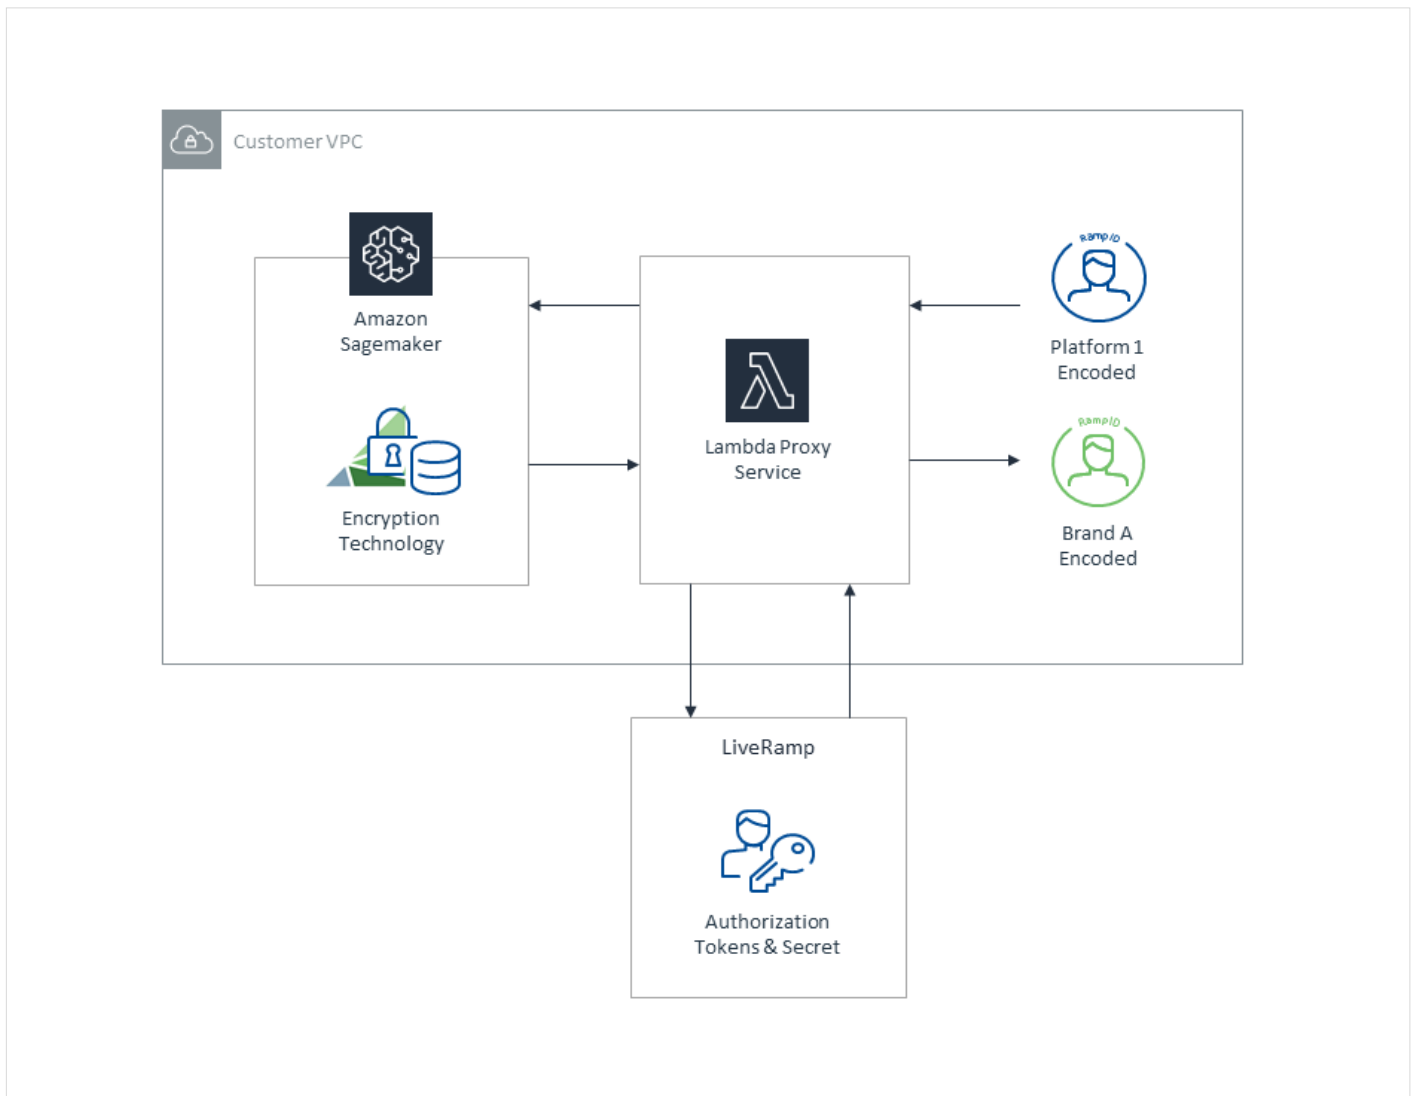 Customer VPC
Amazon
Sagemaker
Encryption
Technology
Lambda Proxy
Service
RampID
Platform 1
Encoded
RampID
Brand A
Encoded
LiveRamp
Authorization
Tokens & Secret